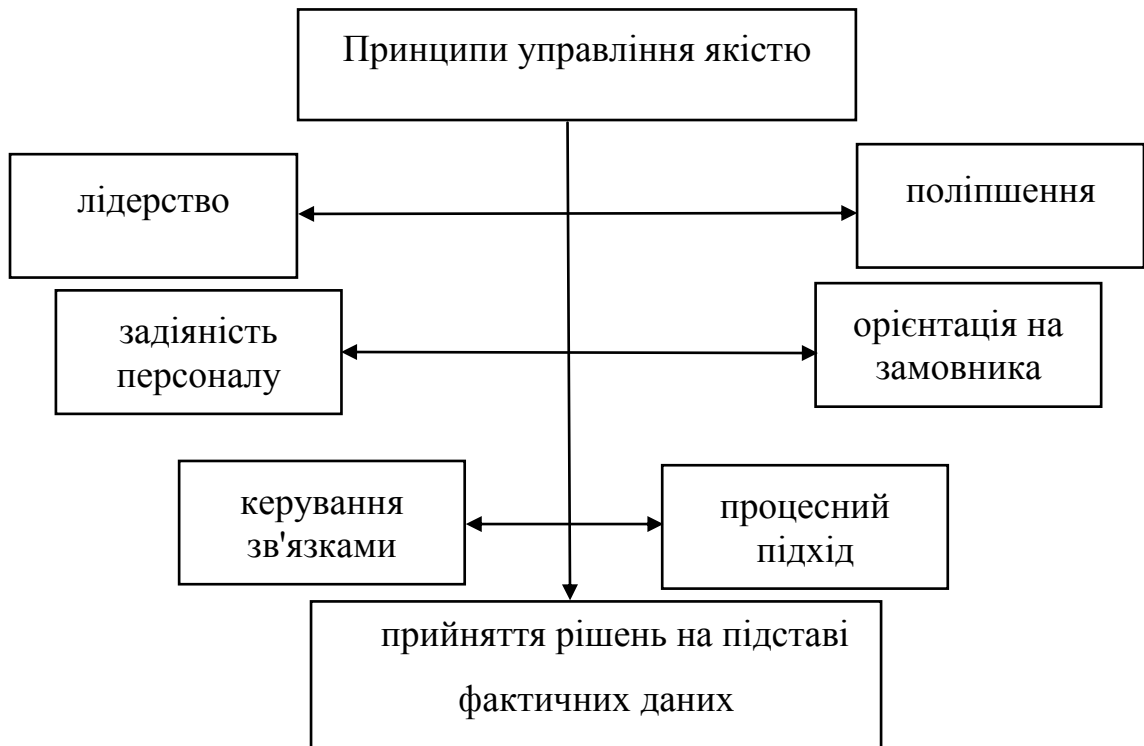 Принципи управління якістю
лідерство
поліпшення
задіяність
персоналу
орієнтація на
замовника
керування
зв'язками
процесний
підхід
прийняття рішень на підставі
фактичних даних